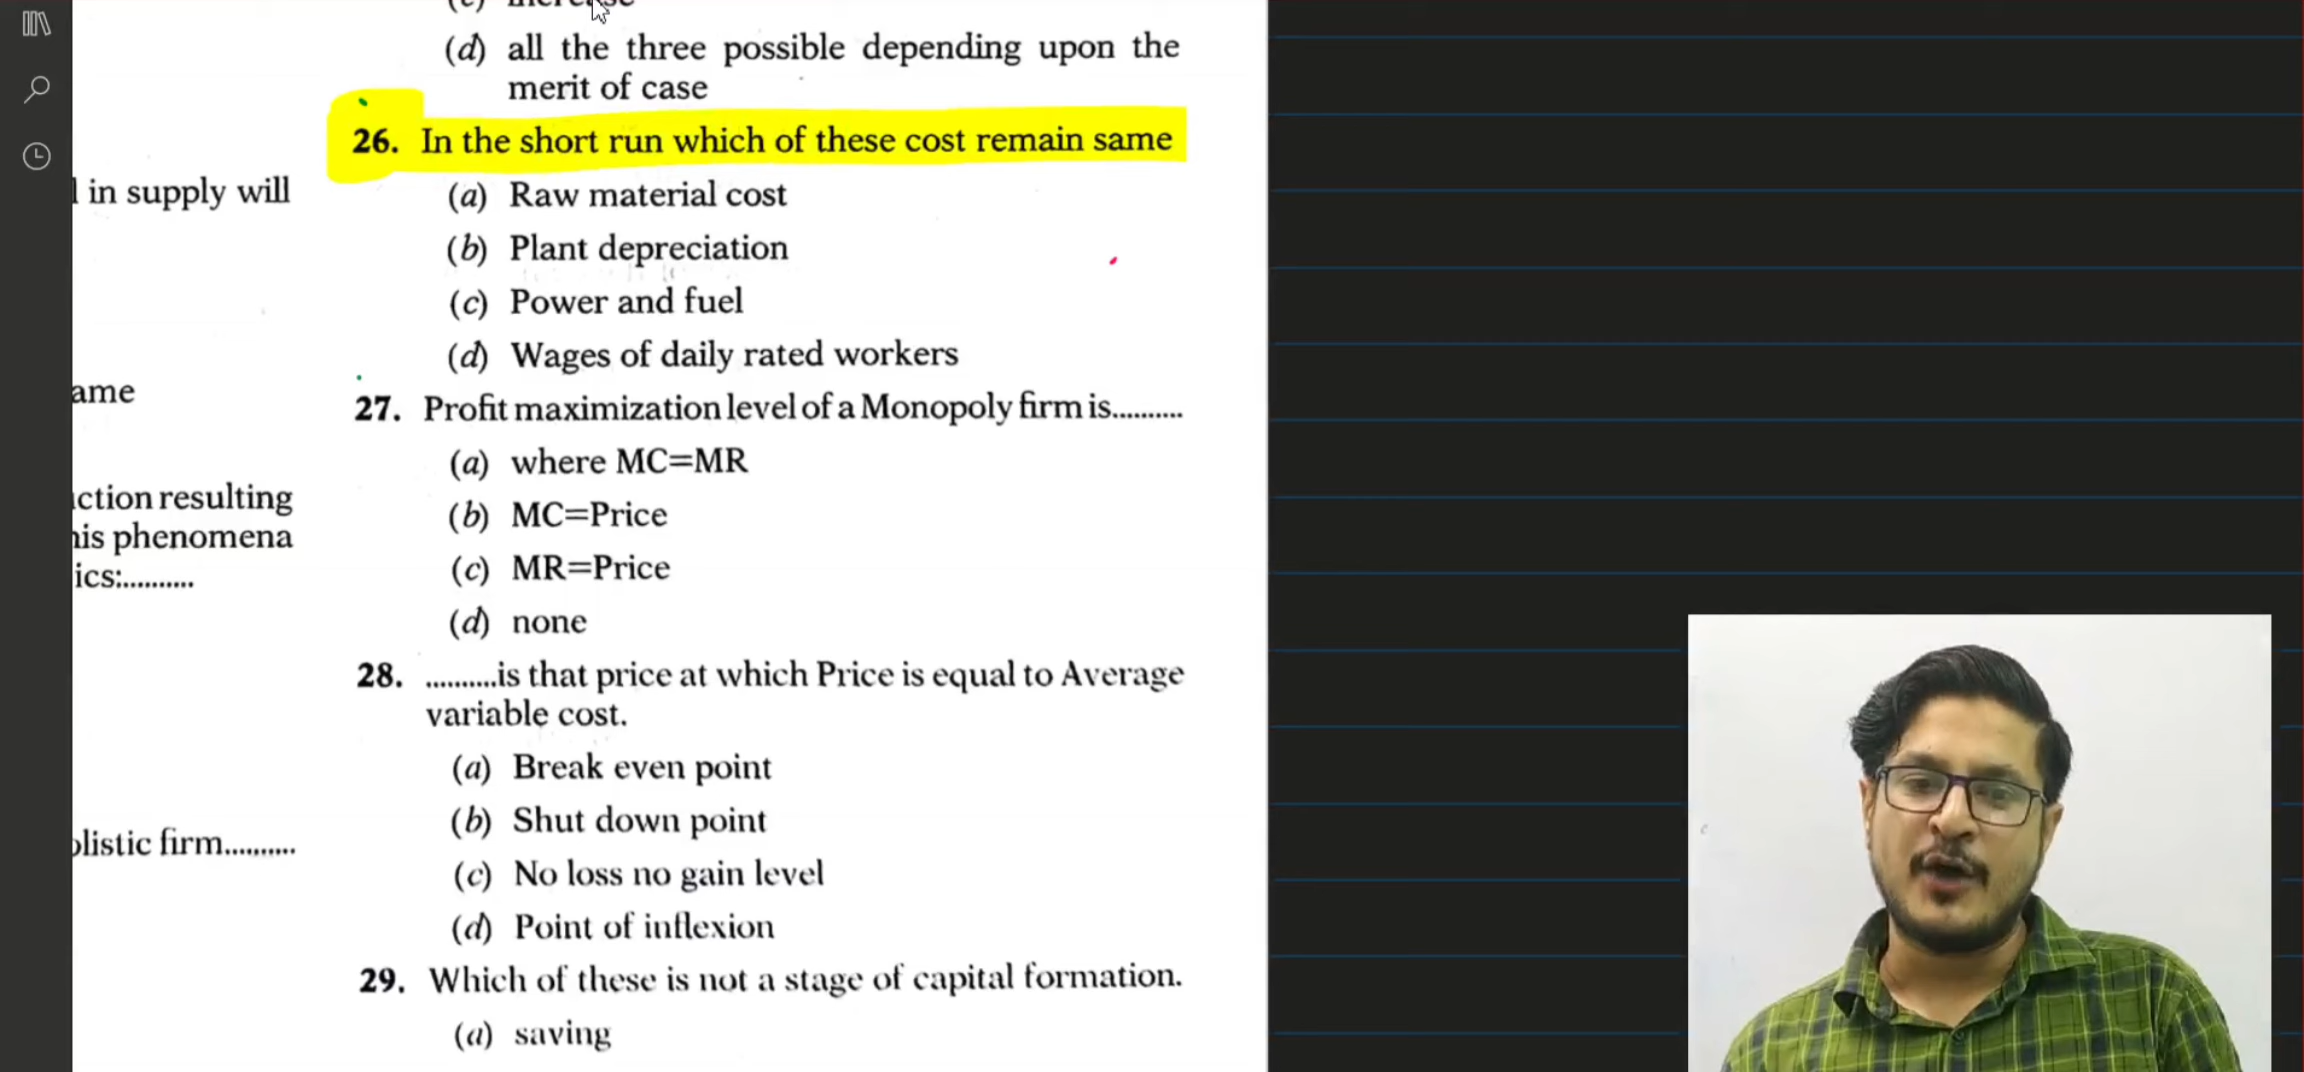 (d) all the three possible depending upon the
merit of case
26. In the short run which of these cost remain same
(a) Raw material cost
(b) Plant depreciation
(c) Power and fuel
(d) Wages of daily rated workers
27. Profit maximization level of a Monopoly firm is..........
(a) where MC=MR
(b) MC=Price
(c) MR=Price
(d) none
28. ..........is that price at which Price is equal to Average
variable cost.
(a) Break even point
(b) Shut down point
(c) No loss no gain level
(d) Point of inflexion
29. Which of these is not a stage of capital formation.
(a) saving
in supply will
ame
ction resulting
is phenomena
ics:..........
listic firm..........